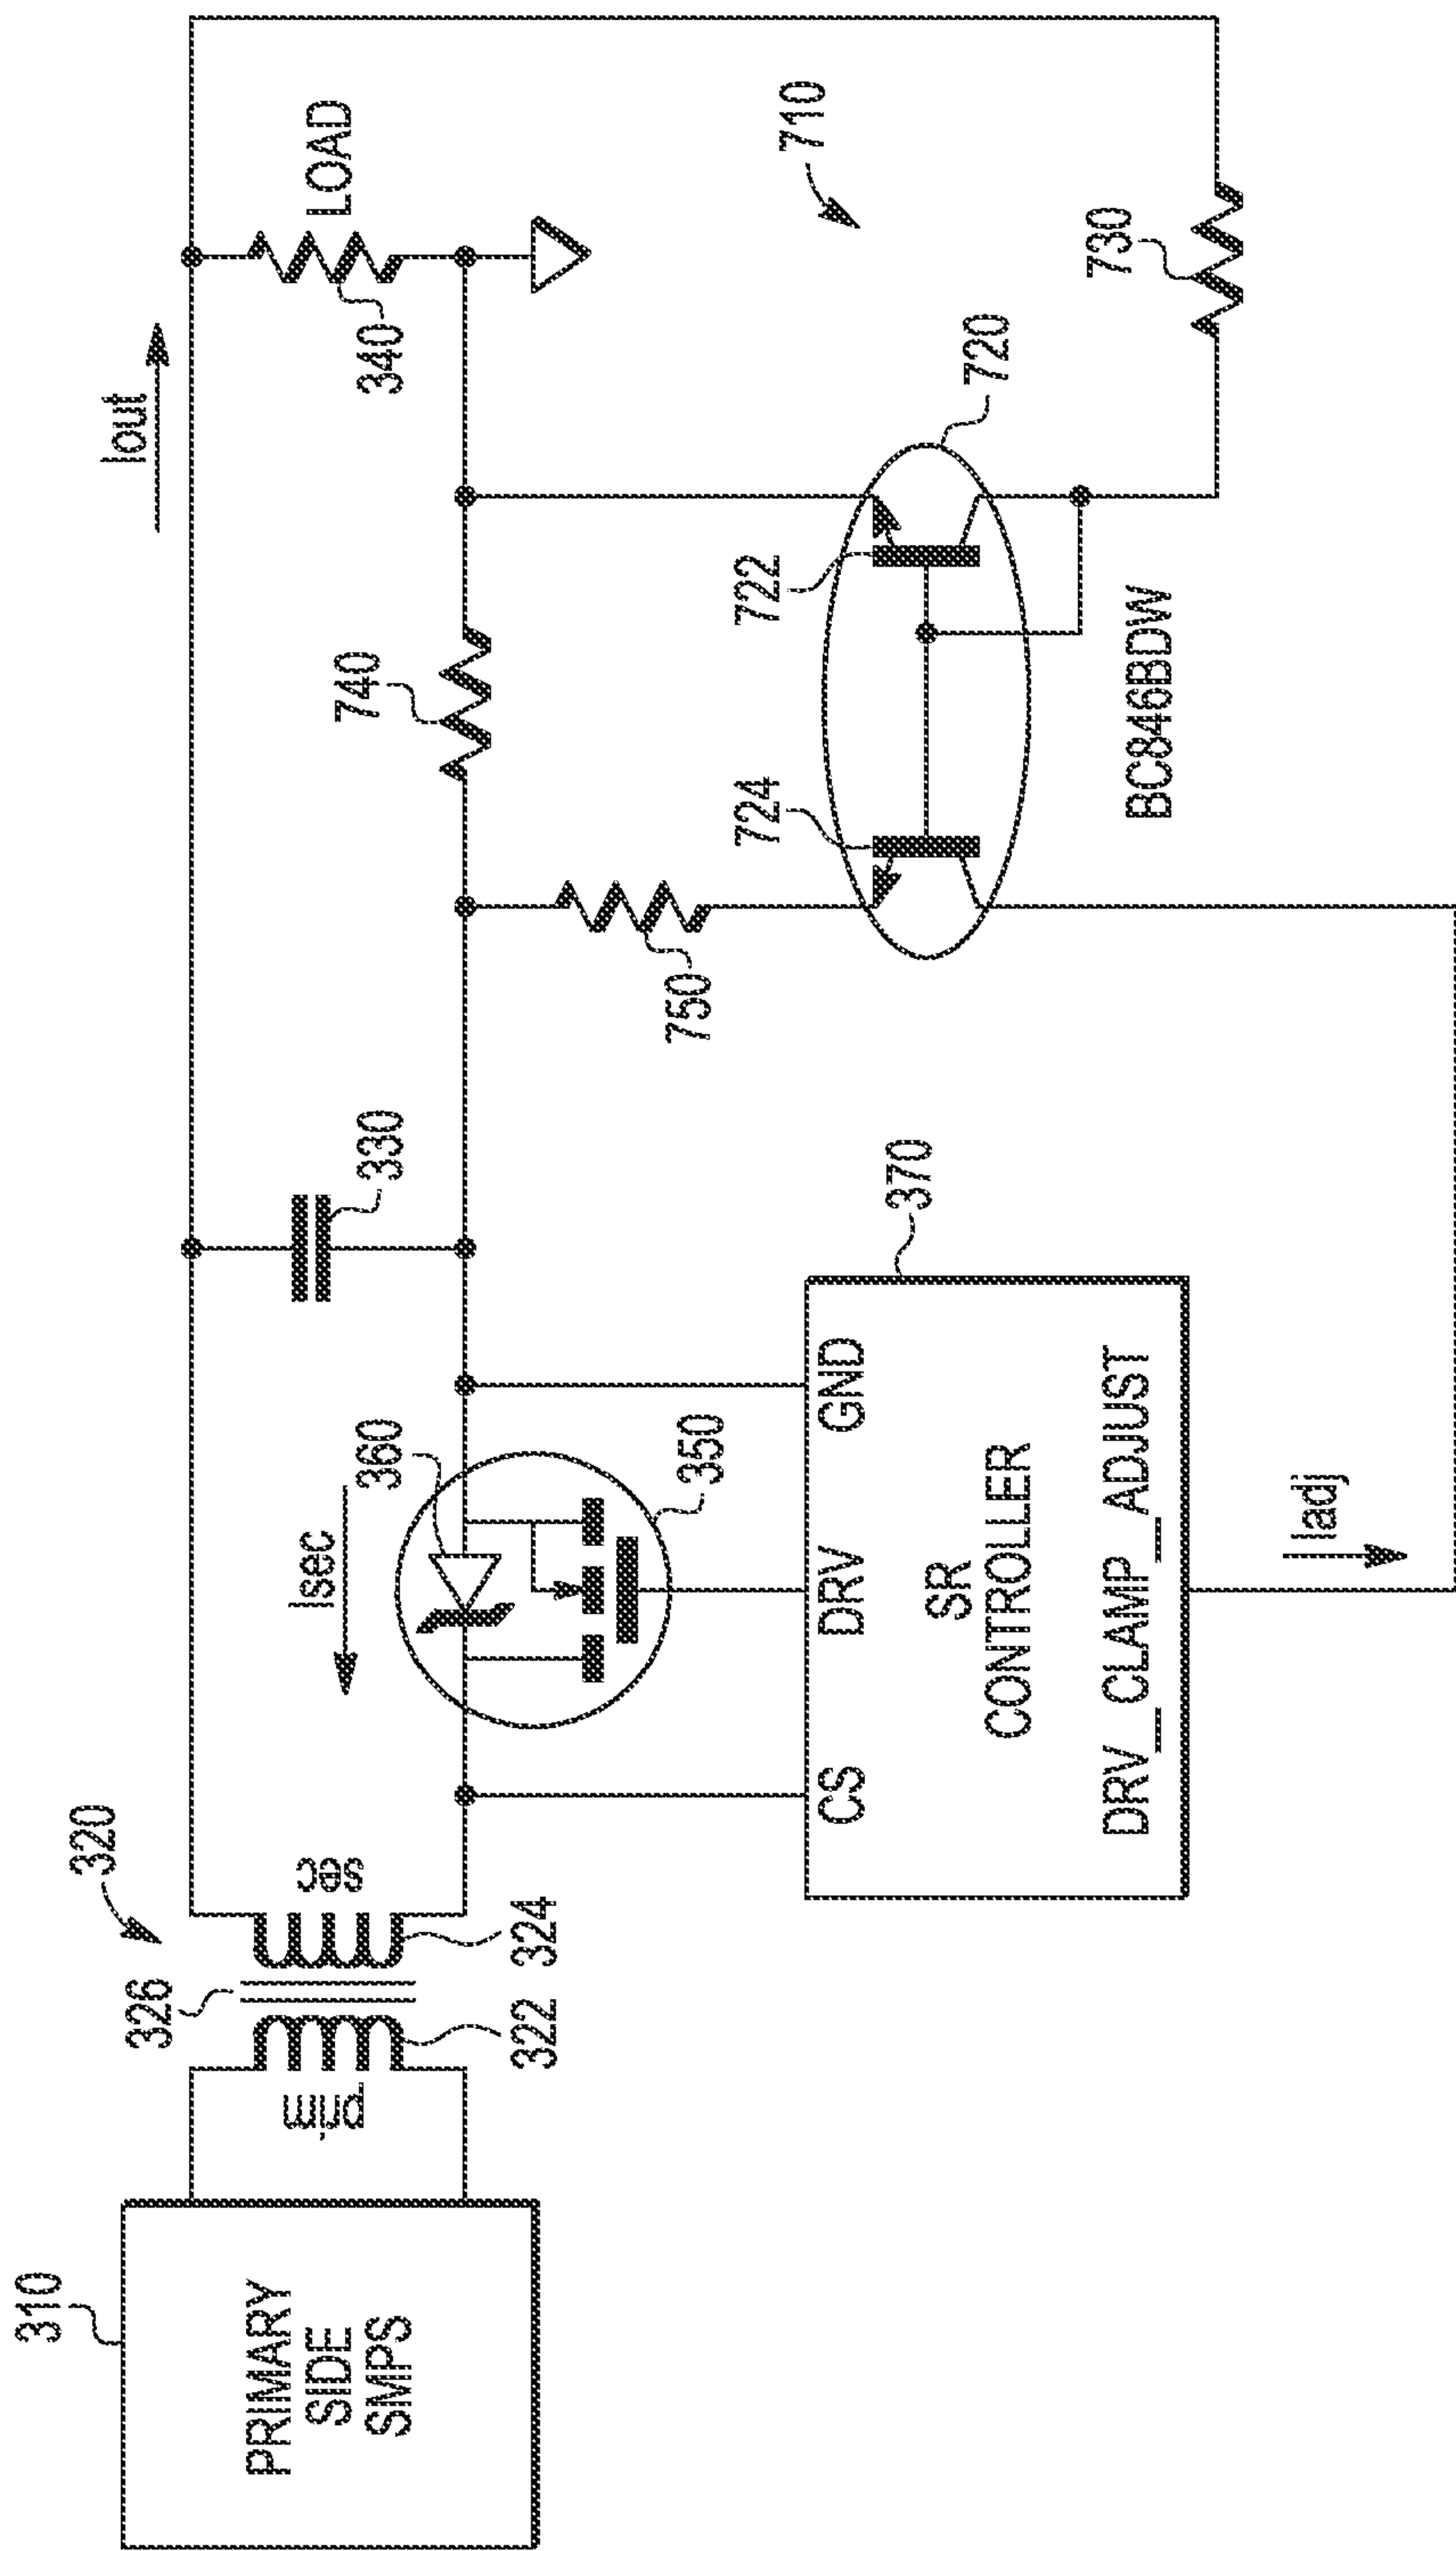 310
PRIMARY
SIDE
SMPS
320
326
prim
sec
322
324
Isec
360
350
CS
DRV
GND
SR
CONTROLLER
DRV_CLAMP_ADJUST
370
Iadj
330
Iout
LOAD
340
740
750
724
722
720
BC846BDW
730
710